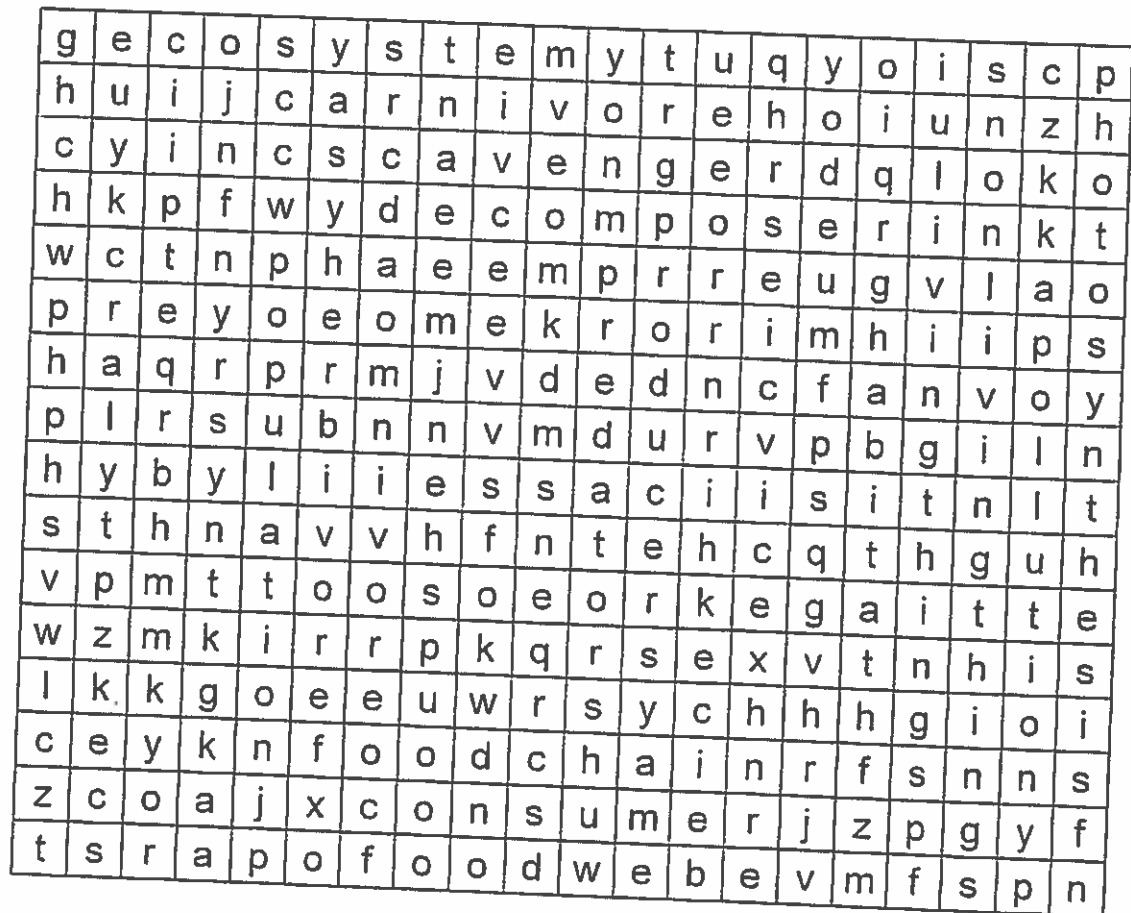 g e c o s y s t e m y t u q y o i s c p
h u i j c a r n i v o r e h o i u n z h
c y i n c s c a v e n g e r d q l o k o
h k p f w y d e c o m p o s e r i n k t
w c t n p h a e e m p r r e u g v l a o
p r e y o e o m e k r o r i m h i i p s
h a q r p r m j v d e d n c f a n v o y
p l r s u b n n v m d u r v p b g i l n
h y b y l i i e s s a c i i s i t n l t
s t h n a v v h f n t e h c q t h g u h
v p m t t o o s o e o r k e g a i t t e
w z m k i r r p k q r s e x v t n h i s
l k k g o e e u w r s y c h h h g i o i
c e y k n f o o d c h a i n r f s n n s
z c o a j x c o n s u m e r j z p g y f
t s r a p o f o o d w e b e v m f s p n